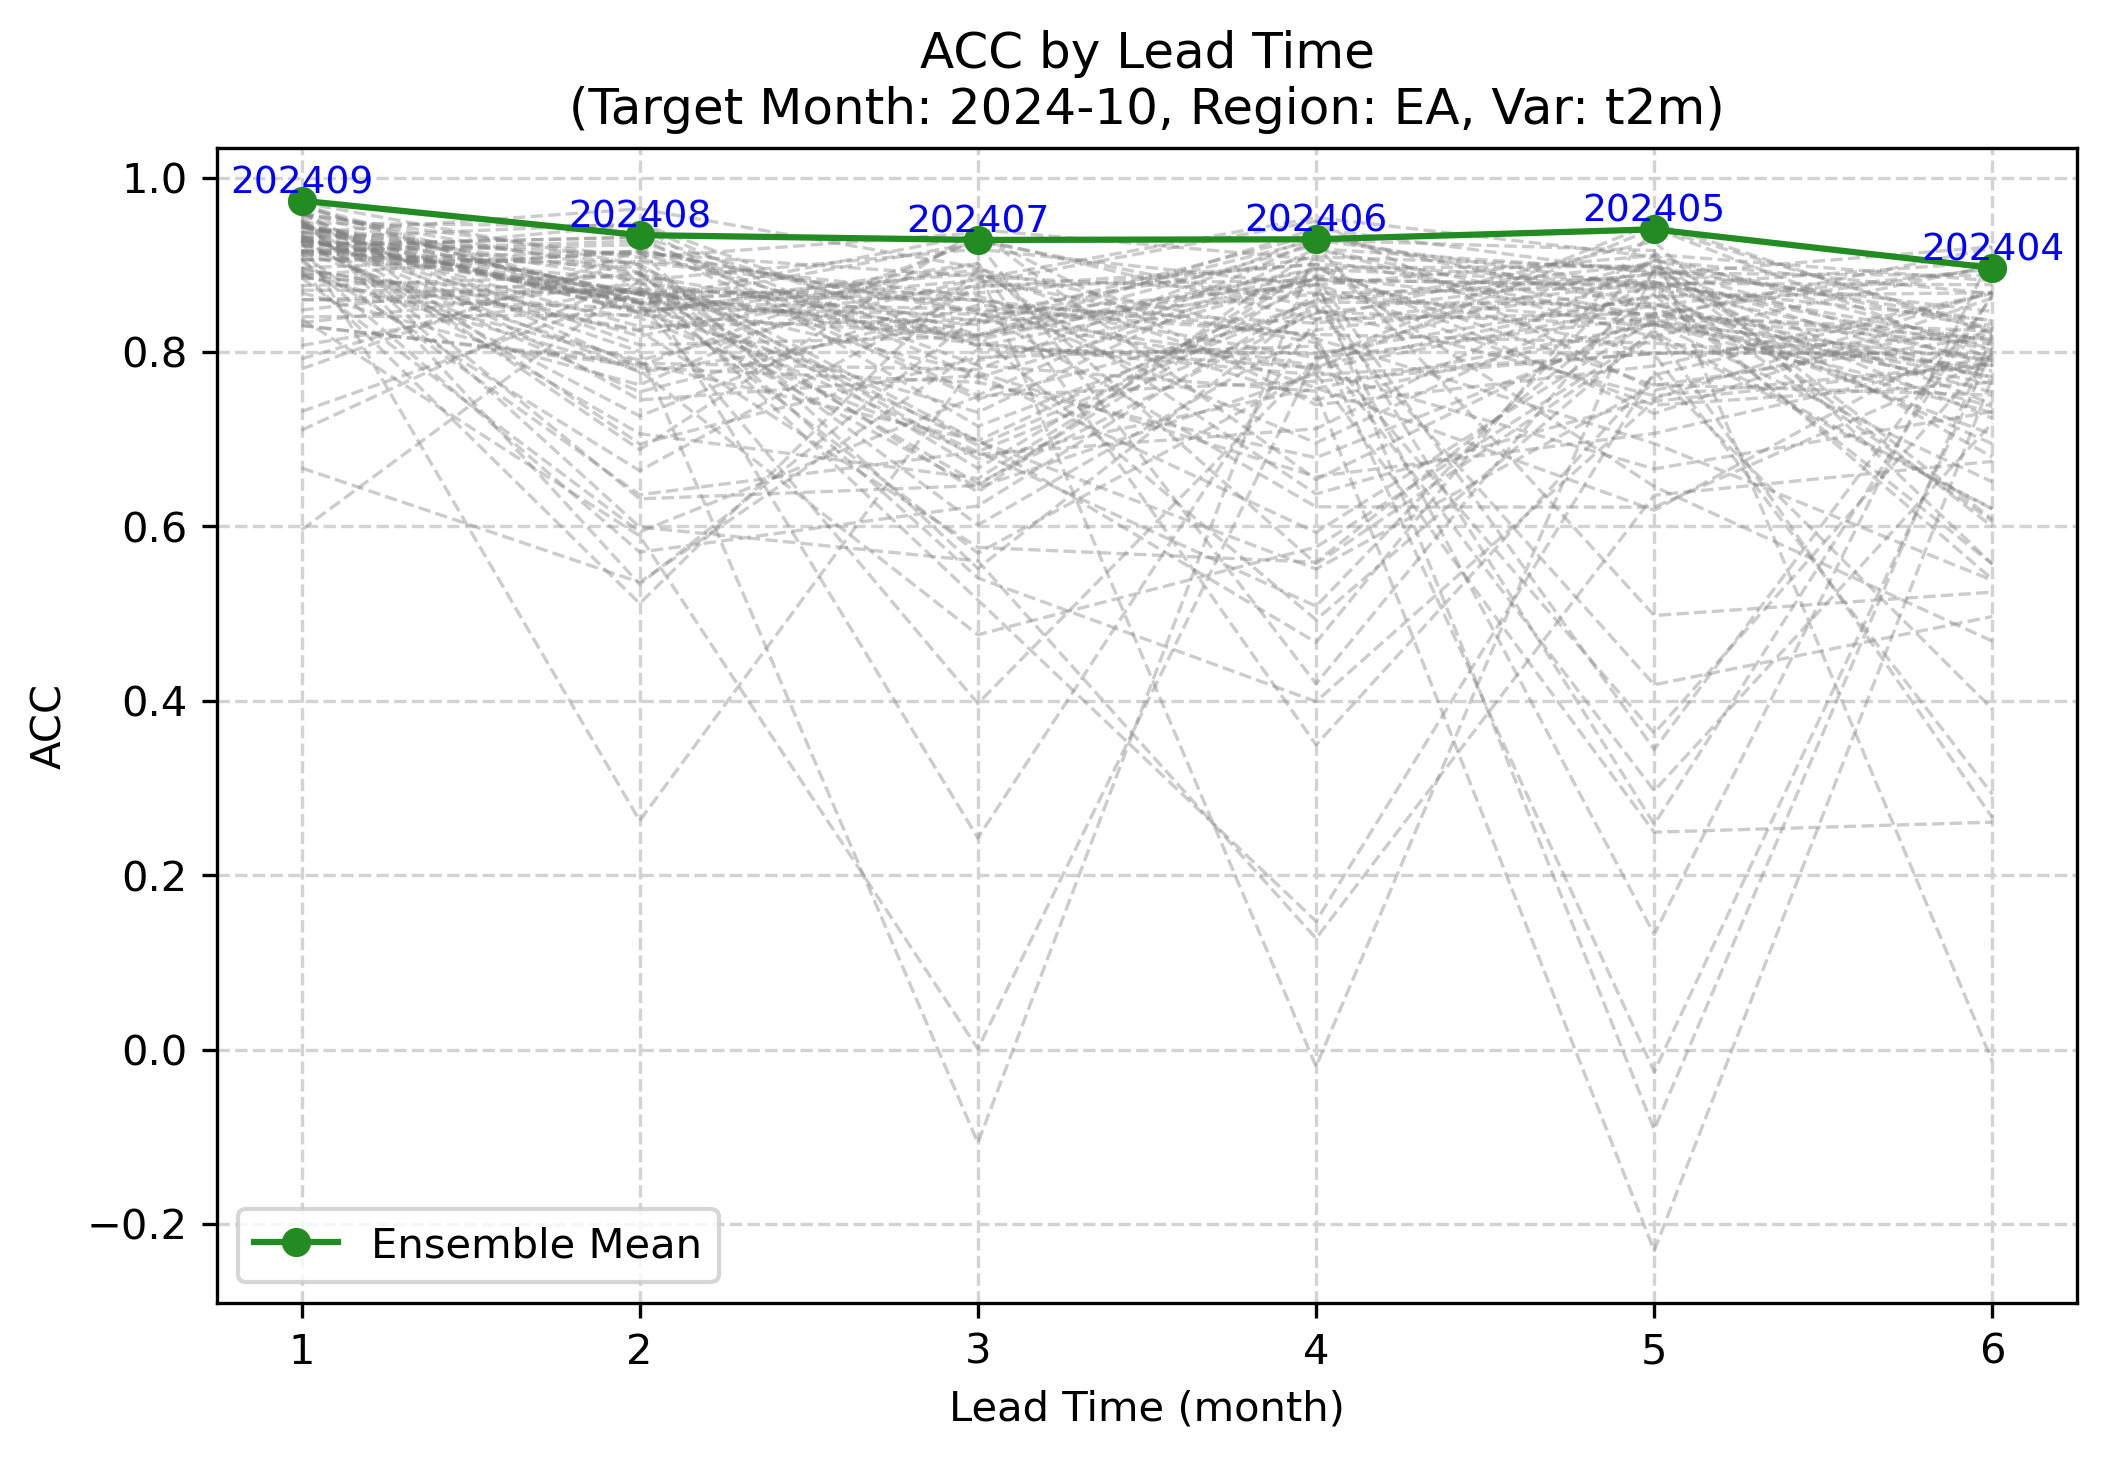 ACC by Lead Time
(Target Month: 2024-10, Region: EA, Var: t2m)
1.0
0.8
0.6
0.4
0.2
0.0
−0.2
ACC
202409
202408
202407
202406
202405
202404
Ensemble Mean
1 2 3 4 5 6
Lead Time (month)